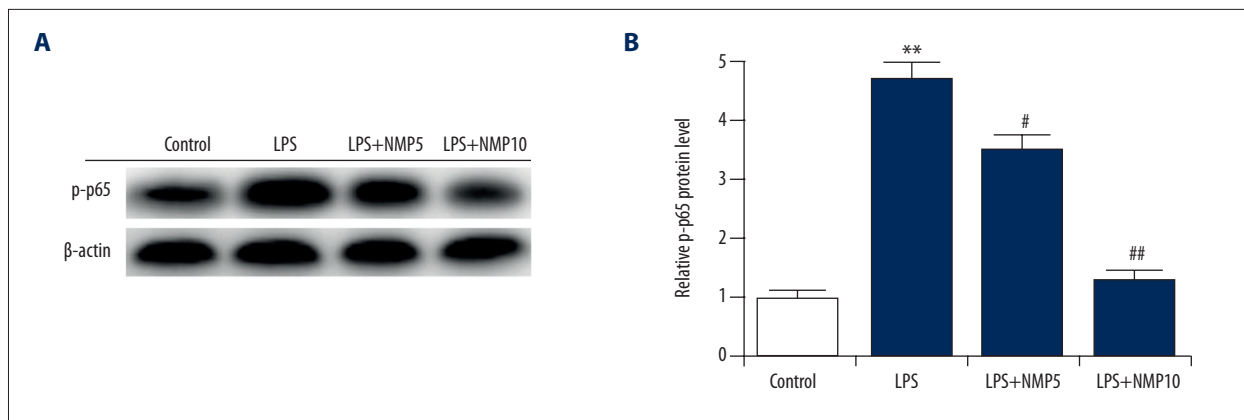 A
Control LPS LPS+NMP5 LPS+NMP10
p-p65
β-actin
B
Relative p-p65 protein level
5
4
3
2
1
0
**
#
##
Control LPS LPS+NMP5 LPS+NMP10